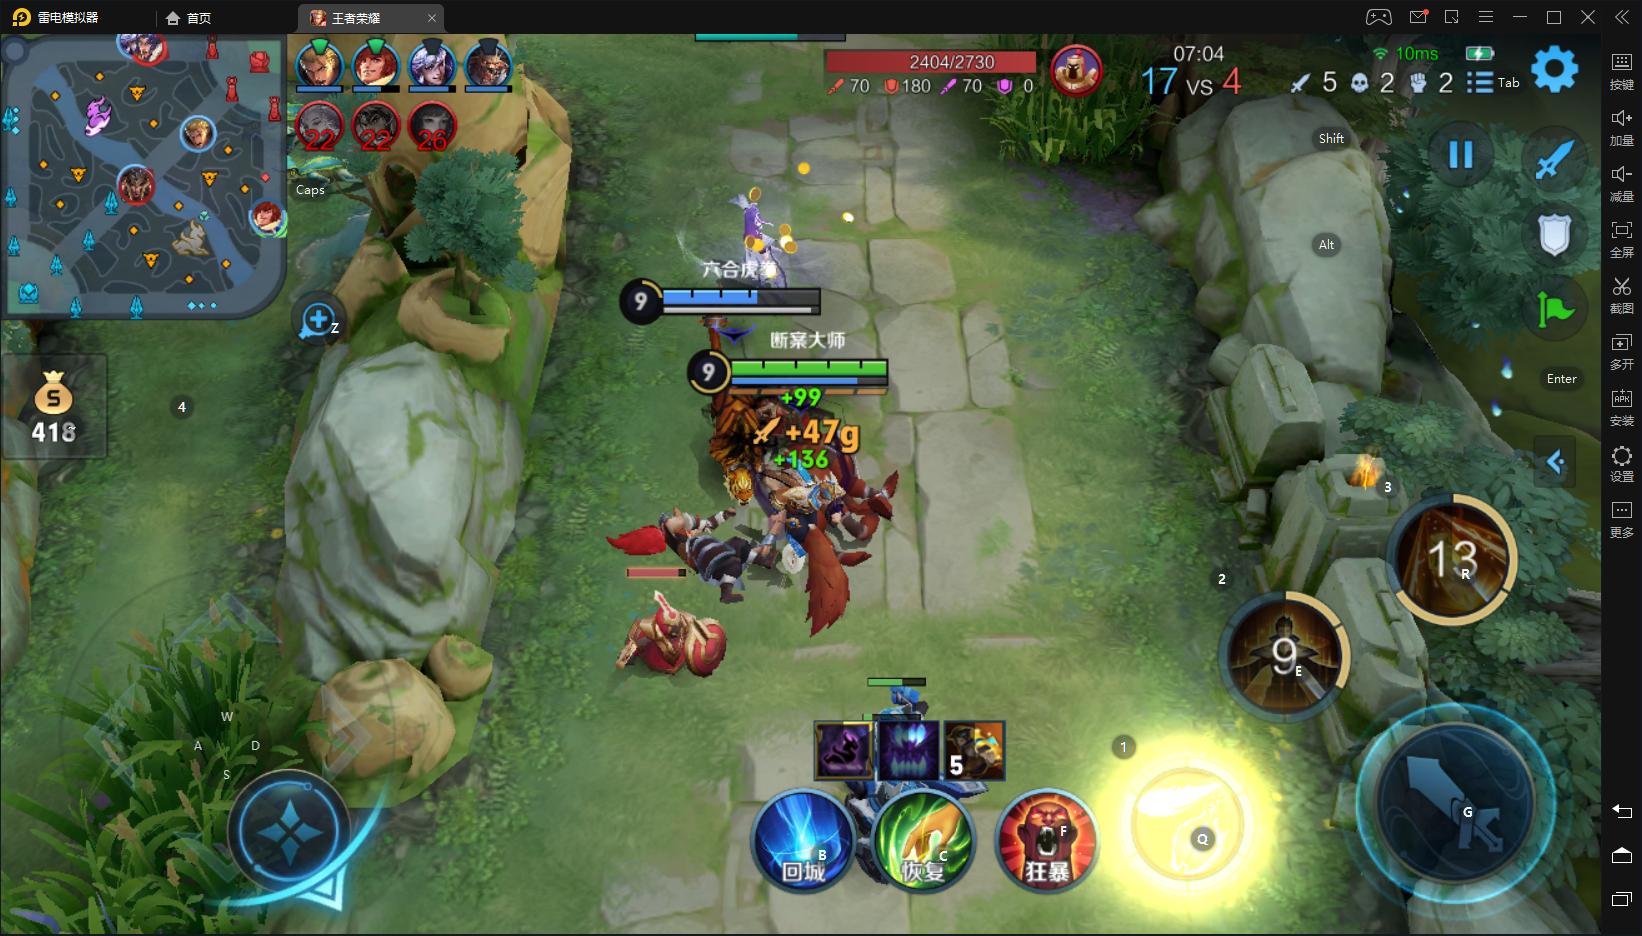 雷电模拟器
首页
王者荣耀
2404/2730
70 180 70 0
07:04
17 vs 4
10ms
5 2 2
Tab
22 22 26
Caps
Shift
Alt
Z
Enter
418
4
六合虎拳
9
断案大师
9
+99
+47g
+136
3
13
R
2
9
E
W
A D
S
1
5
B
回城
C
恢复
F
狂暴
Q
G
按键
加量
减量
全屏
截图
多开
APK
安装
设置
更多